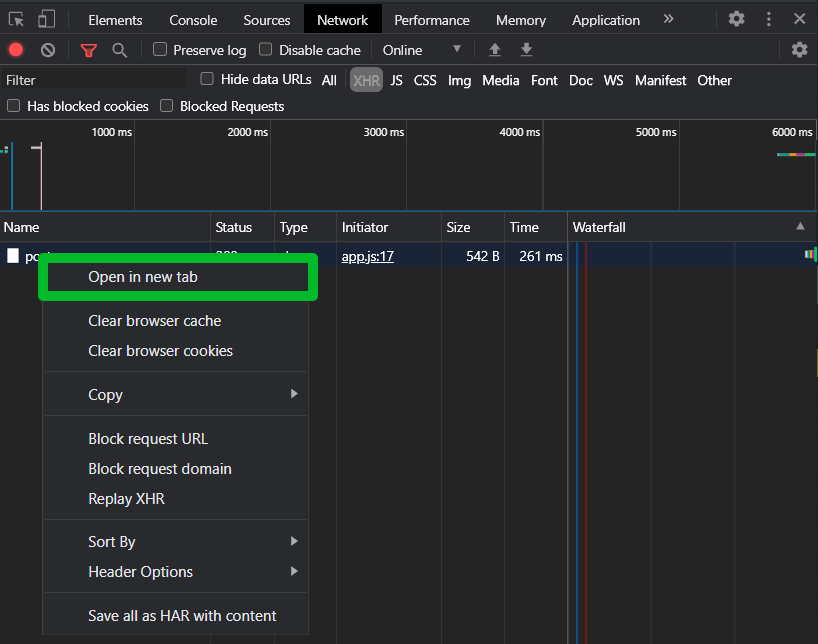 Elements Console Sources Network Performance Memory Application »
Preserve log Disable cache Online
Filter Hide data URLs All XHR JS CSS Img Media Font Doc WS Manifest Other
Has blocked cookies Blocked Requests
1000 ms 2000 ms 3000 ms 4000 ms 5000 ms 6000 ms
Name Status Type Initiator Size Time Waterfall
app.js:17 542 B 261 ms
Open in new tab
Clear browser cache
Clear browser cookies
Copy
Block request URL
Block request domain
Replay XHR
Sort By
Header Options
Save all as HAR with content